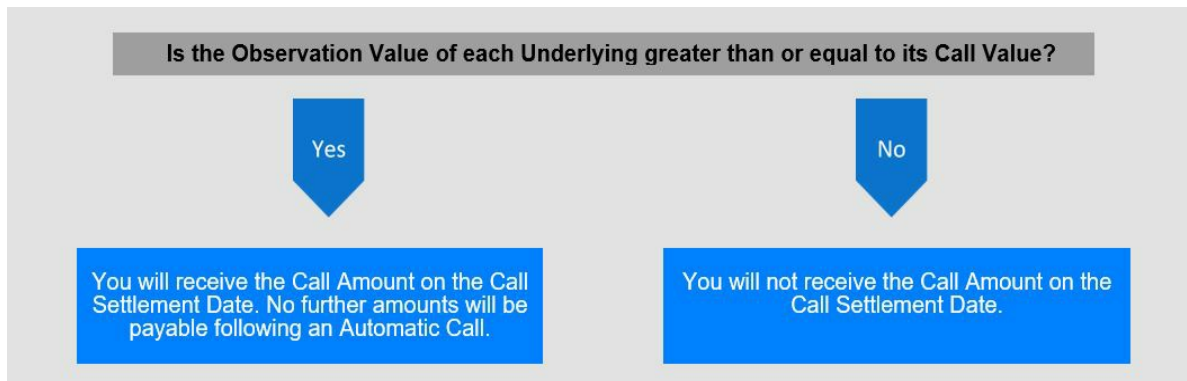 Is the Observation Value of each Underlying greater than or equal to its Call Value?
Yes
No
You will receive the Call Amount on the Call
Settlement Date. No further amounts will be
payable following an Automatic Call.
You will not receive the Call Amount on the
Call Settlement Date.